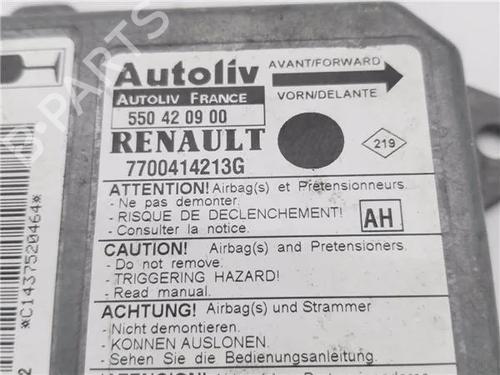 Autoliv
AUTOLIV FRANCE
550 42 09 00
RENAULT
7700414213G
AVANT/FORWARD
VORN/DELANTE
219
ATTENTION! Airbag(s) et Pretensionneurs
- Ne pas demonter.
- RISQUE DE DECLENCHEMENT!
- Consulter la notice.
AH
CAUTION! Airbag(s) and Pretensioners
- Do not remove.
- TRIGGERING HAZARD!
- Read manual.
ACHTUNG! Airbag(s) und Strammer
- Nicht demontieren.
- KONNEN AUSLONEN.
- Sehen Sie die Bedienungsanleitung.
*C1437520464*